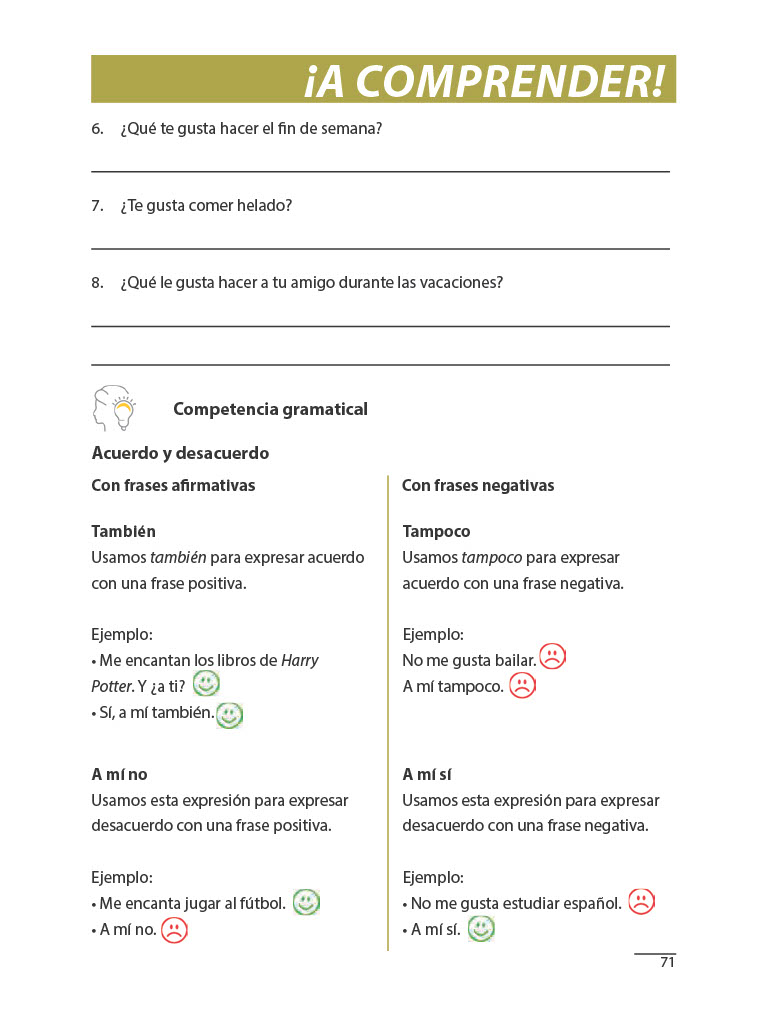 ¡A COMPRENDER!
6. ¿Qué te gusta hacer el fin de semana?
7. ¿Te gusta comer helado?
8. ¿Qué le gusta hacer a tu amigo durante las vacaciones?
Competencia gramatical
Acuerdo y desacuerdo
Con frases afirmativas
También
Usamos también para expresar acuerdo
con una frase positiva.
Ejemplo:
• Me encantan los libros de Harry
Potter. Y ¿a ti?
• Sí, a mí también.
A mí no
Usamos esta expresión para expresar
desacuerdo con una frase positiva.
Ejemplo:
• Me encanta jugar al fútbol.
• A mí no.
Con frases negativas
Tampoco
Usamos tampoco para expresar
acuerdo con una frase negativa.
Ejemplo:
No me gusta bailar.
A mí tampoco.
A mí sí
Usamos esta expresión para expresar
desacuerdo con una frase negativa.
Ejemplo:
• No me gusta estudiar español.
• A mí sí.
71